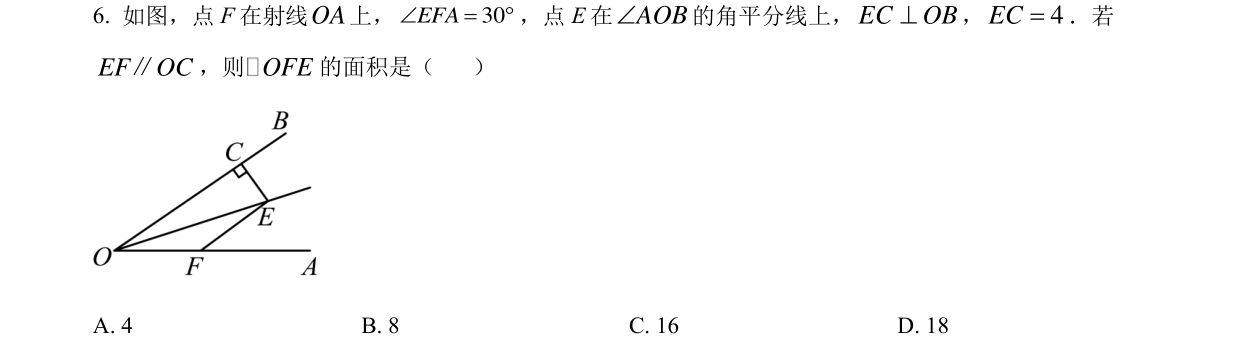 6. 如图，点 F 在射线 OA 上，∠EFA = 30°，点 E 在∠AOB 的角平分线上，EC ⊥ OB，EC = 4．若
EF∥OC，则□OFE 的面积是（　　）
B
C
E
O
F
A
A. 4 B. 8 C. 16 D. 18